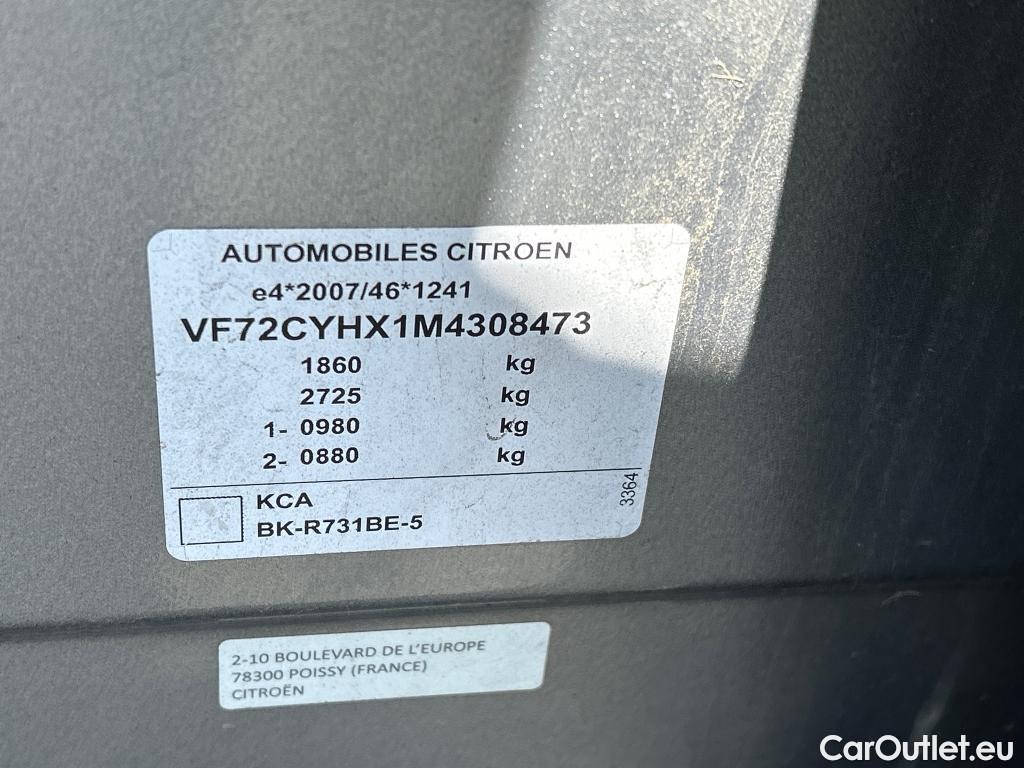 AUTOMOBILES CITROEN
e4*2007/46*1241
VF72CYHX1M4308473
1860 kg
2725 kg
1- 0980 kg
2- 0880 kg
KCA
BK-R731BE-5
3364
2-10 BOULEVARD DE L'EUROPE
78300 POISSY (FRANCE)
CITROËN
CarOutlet.eu